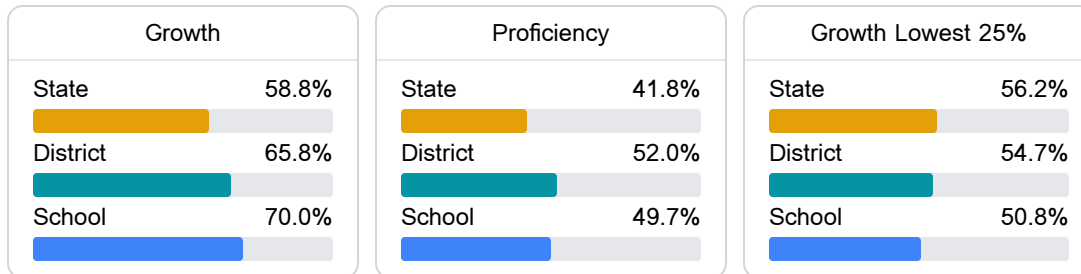 Growth
State 58.8%
District 65.8%
School 70.0%
Proficiency
State 41.8%
District 52.0%
School 49.7%
Growth Lowest 25%
State 56.2%
District 54.7%
School 50.8%